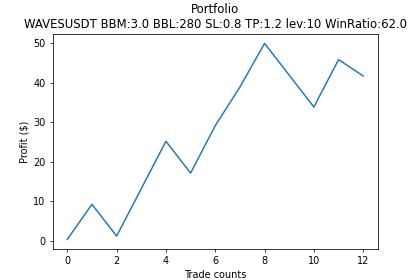 Portfolio
WAVESUSDT BBM:3.0 BBL:280 SL:0.8 TP:1.2 lev:10 WinRatio:62.0
50
40
30
20
10
0
Profit ($)
0 2 4 6 8 10 12
Trade counts